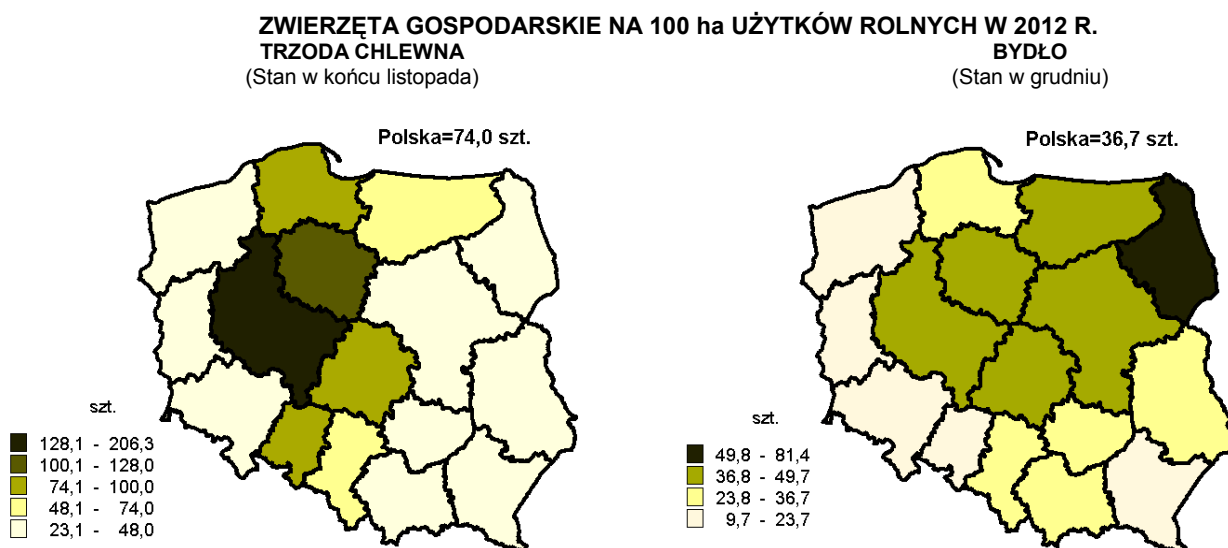 ZWIERZĘTA GOSPODARSKIE NA 100 ha UŻYTKÓW ROLNYCH W 2012 R.
TRZODA CHLEWNA
(Stan w końcu listopada)
Polska=74,0 szt.
szt.
128,1 - 206,3
100,1 - 128,0
74,1 - 100,0
48,1 - 74,0
23,1 - 48,0
BYDŁO
(Stan w grudniu)
Polska=36,7 szt.
szt.
49,8 - 81,4
36,8 - 49,7
23,8 - 36,7
9,7 - 23,7